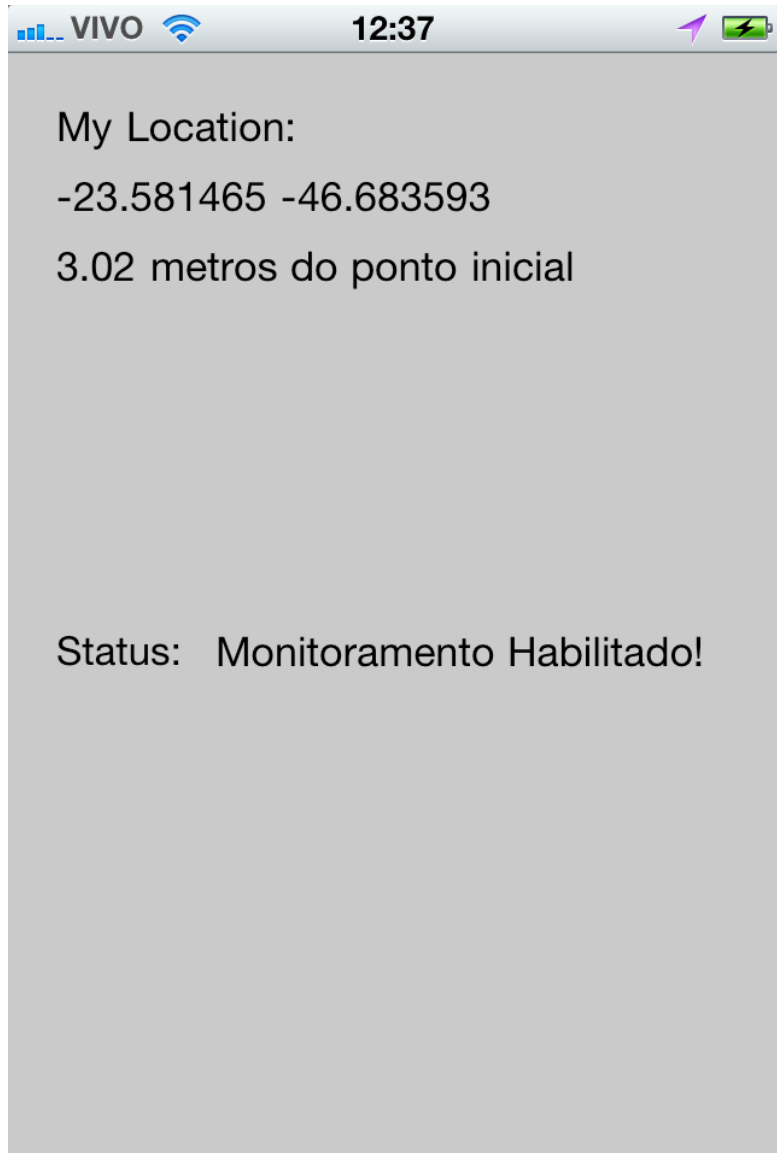 VIVO 12:37
My Location:
-23.581465 -46.683593
3.02 metros do ponto inicial
Status: Monitoramento Habilitado!